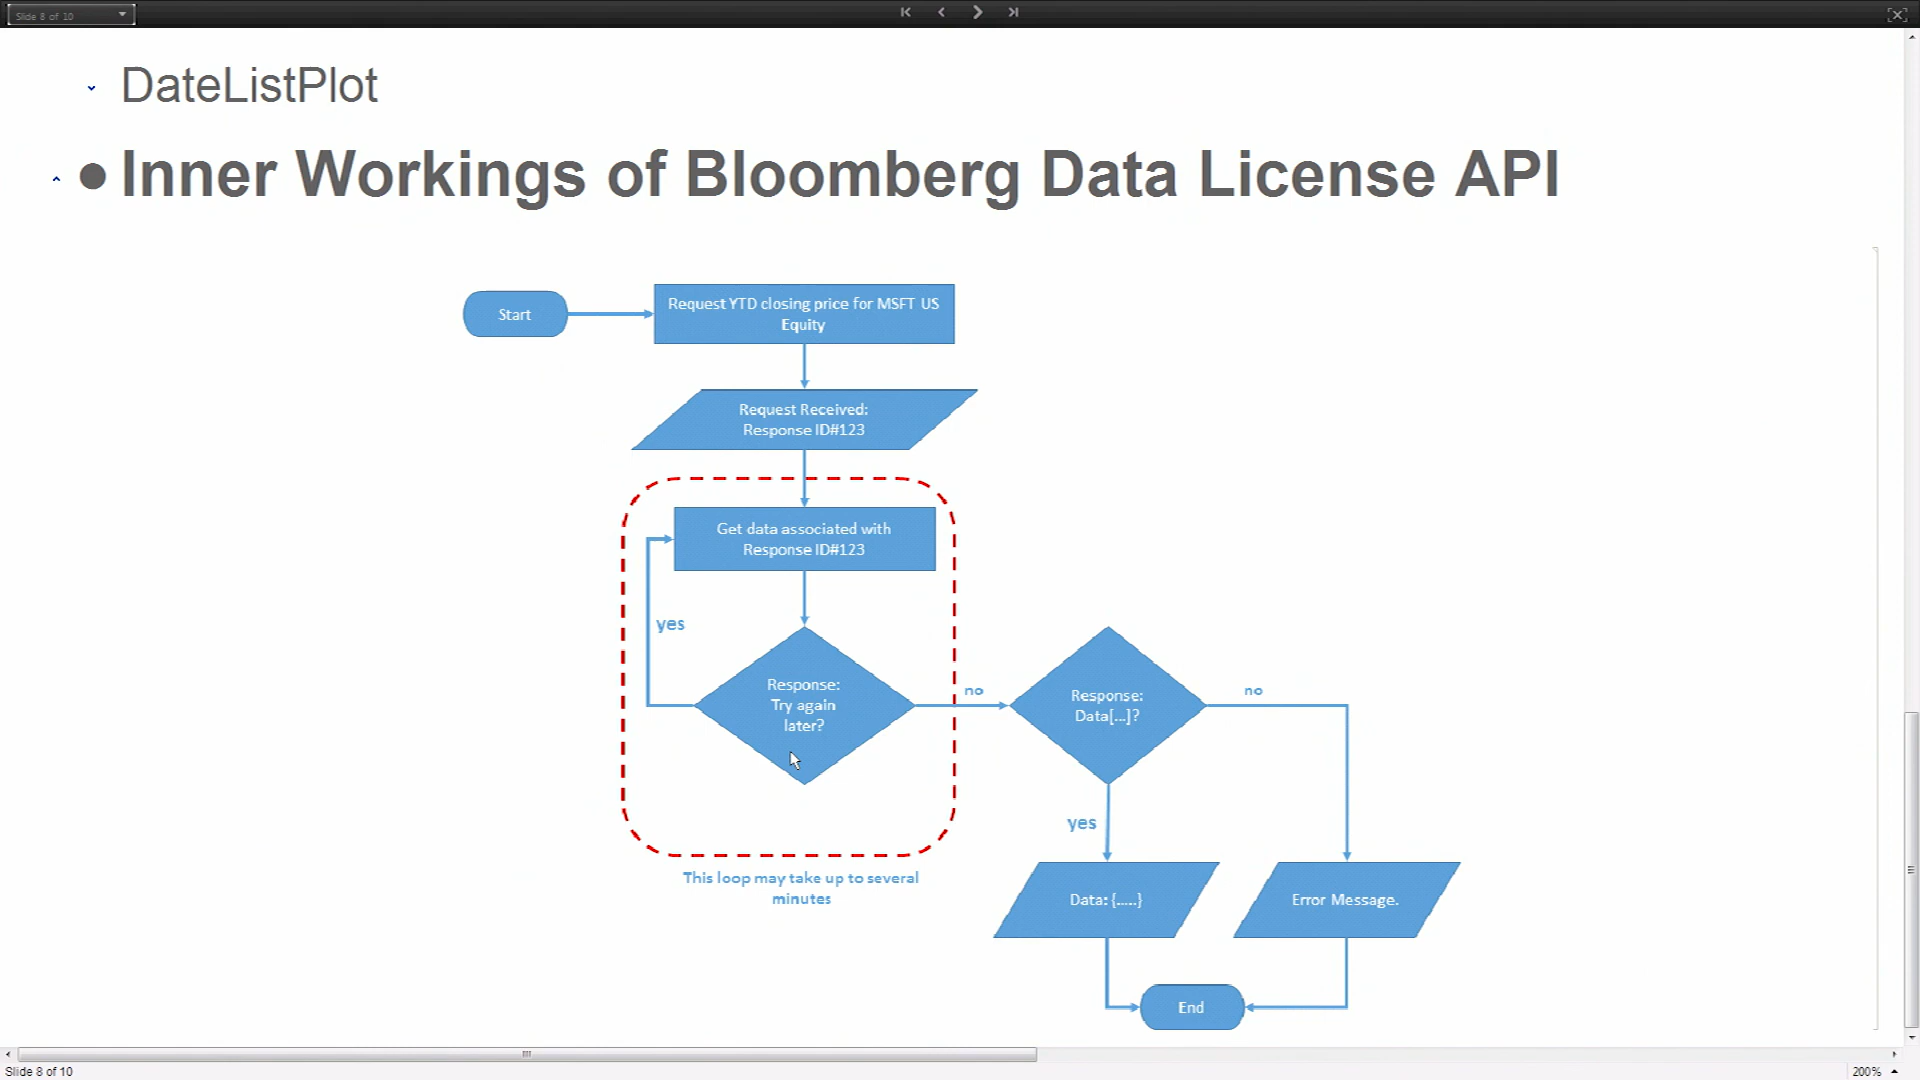 Slide 8 of 10
DateListPlot
Inner Workings of Bloomberg Data License API
Start
Request YTD closing price for MSFT US
Equity
Request Received:
Response ID#123
Get data associated with
Response ID#123
yes
Response:
Try again
later?
no
Response:
Data[...]?
no
yes
This loop may take up to several
minutes
Data: {.....}
Error Message.
End
Slide 8 of 10
200%